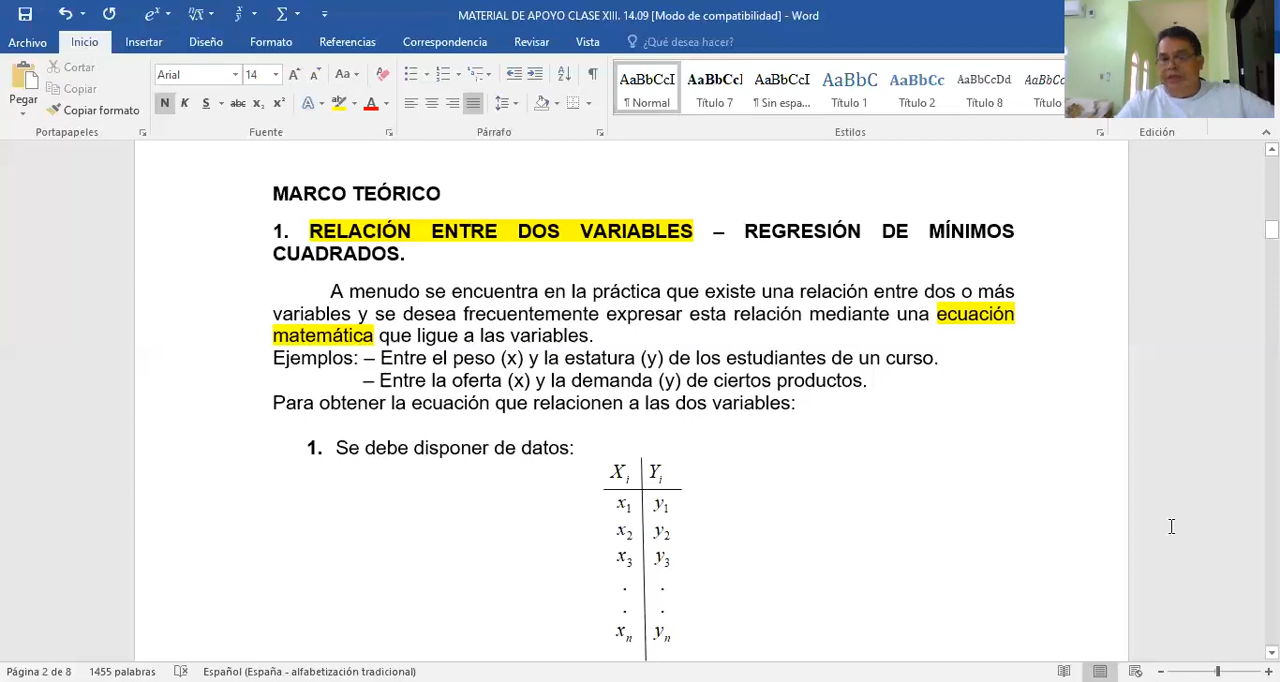 MATERIAL DE APOYO CLASE XIII. 14.09 [Modo de compatibilidad] - Word
Archivo Inicio Insertar Diseño Formato Referencias Correspondencia Revisar Vista ¿Qué desea hacer?
Pegar
Cortar
Copiar
Copiar formato
Arial 14
N K S abc x₂ x²
AaBbCcI AaBbCcI AaBbCcI AaBbC AaBbCc AaBbCcDd
¶ Normal Título 7 ¶ Sin espa... Título 1 Título 2 Título 8
Portapapeles Fuente Párrafo Estilos Edición
MARCO TEÓRICO
1. RELACIÓN ENTRE DOS VARIABLES – REGRESIÓN DE MÍNIMOS
CUADRADOS.
A menudo se encuentra en la práctica que existe una relación entre dos o más
variables y se desea frecuentemente expresar esta relación mediante una ecuación
matemática que ligue a las variables.
Ejemplos: – Entre el peso (x) y la estatura (y) de los estudiantes de un curso.
– Entre la oferta (x) y la demanda (y) de ciertos productos.
Para obtener la ecuación que relacionen a las dos variables:
1. Se debe disponer de datos:
Xᵢ Yᵢ
x₁ y₁
x₂ y₂
x₃ y₃
. .
. .
xₙ yₙ
Página 2 de 8 1455 palabras Español (España - alfabetización tradicional)